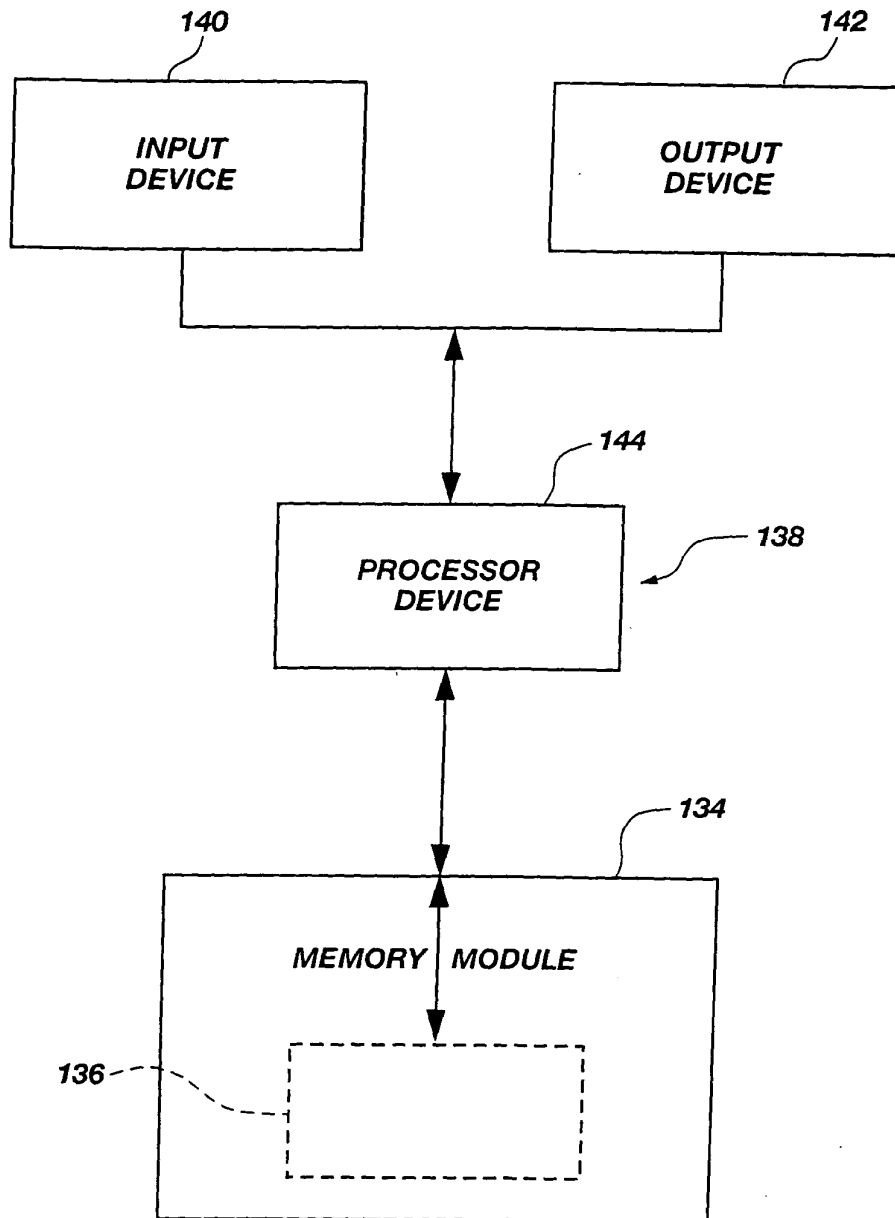 140
142
INPUT
DEVICE
OUTPUT
DEVICE
144
138
PROCESSOR
DEVICE
134
MEMORY MODULE
136